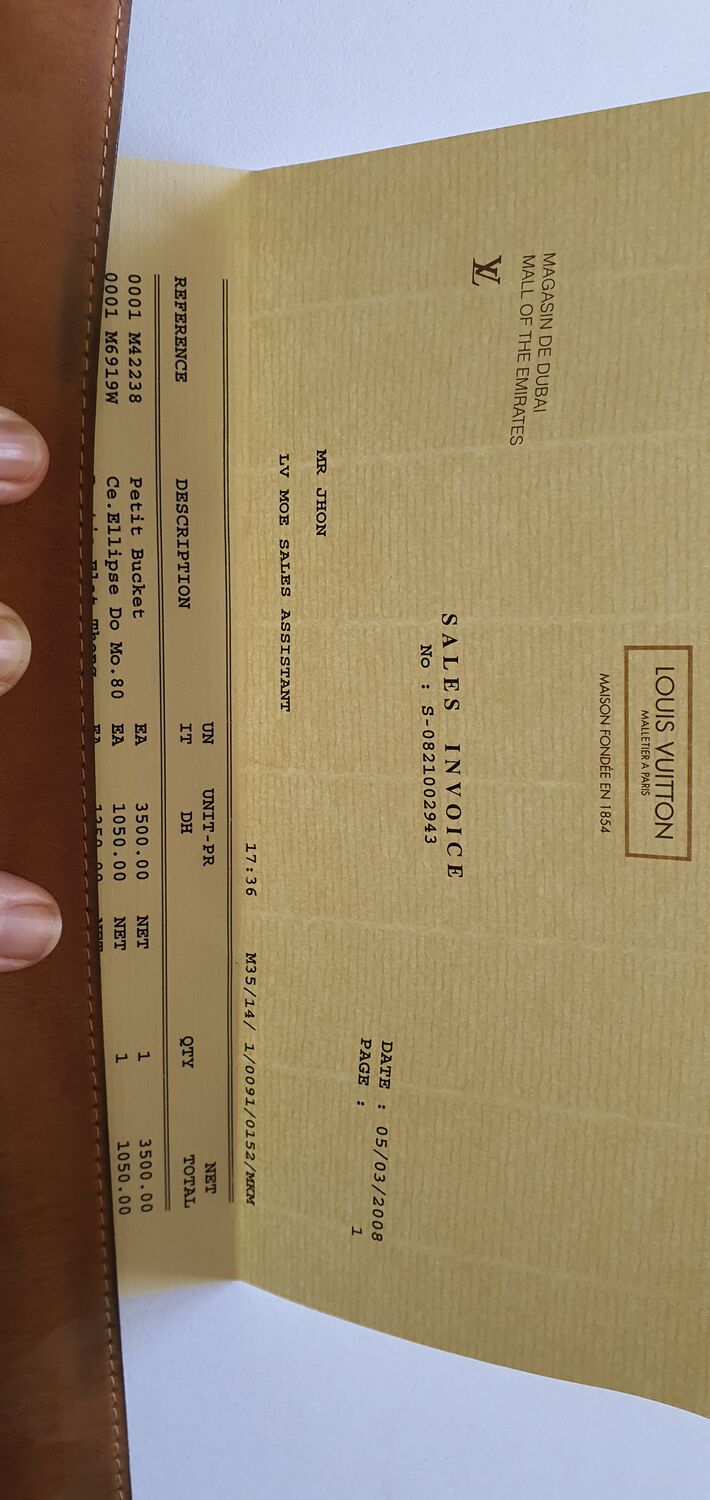 LOUIS VUITTON
MALLETIER A PARIS
MAISON FONDÉE EN 1854
MAGASIN DE DUBAI
MALL OF THE EMIRATES
LV
SALES INVOICE
No : S-0821002943
DATE : 05/03/2008
PAGE : 1
MR JHON
LV MOE SALES ASSISTANT
17:36 M35/14/ 1/0091/0152/MKM
REFERENCE DESCRIPTION UN IT UNIT-PR DH QTY NET TOTAL
0001 M42238 Petit Bucket EA 3500.00 NET 1 3500.00
0001 M6919W Ce.Ellipse Do Mo.80 EA 1050.00 NET 1 1050.00